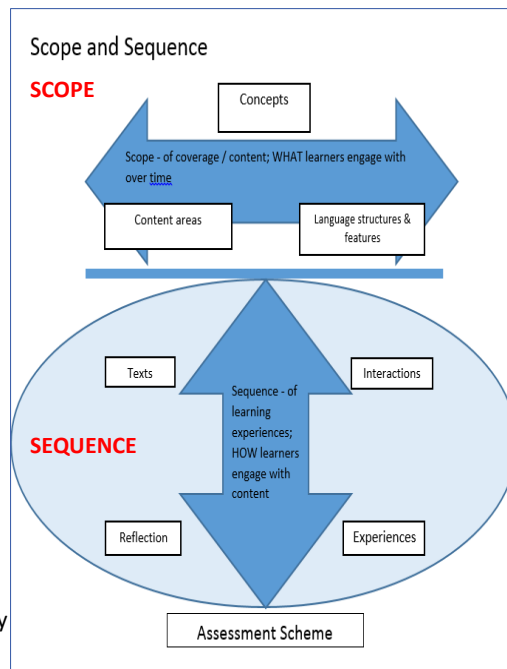 Scope and Sequence
SCOPE
Concepts
Scope - of coverage / content; WHAT learners engage with
over time
Content areas
Language structures &
features
Texts
Interactions
Sequence - of
learning
experiences;
HOW learners
engage with
content
SEQUENCE
Reflection
Experiences
y
Assessment Scheme